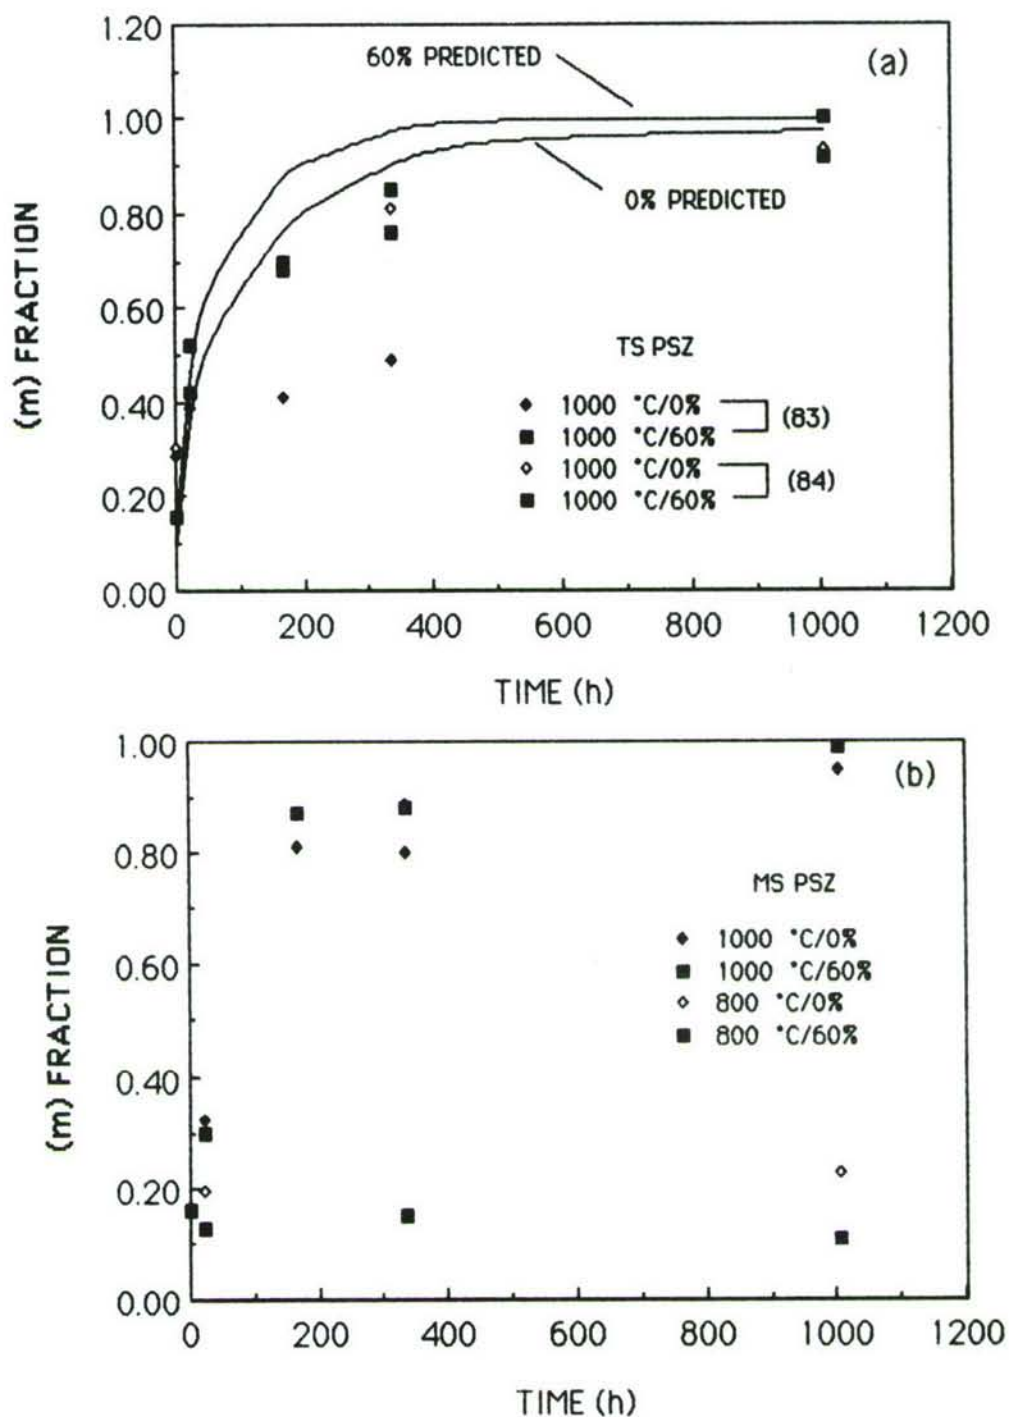 1.20
60% PREDICTED
(a)
1.00
0.80
0% PREDICTED
0.60
(m) FRACTION
TS PSZ
0.40
1000 °C/0%
1000 °C/60%
(83)
1000 °C/0%
1000 °C/60%
(84)
0.20
0.00
0 200 400 600 800 1000 1200
TIME (h)
1.00
(b)
0.80
MS PSZ
1000 °C/0%
1000 °C/60%
800 °C/0%
800 °C/60%
0.60
(m) FRACTION
0.40
0.20
0.00
0 200 400 600 800 1000 1200
TIME (h)